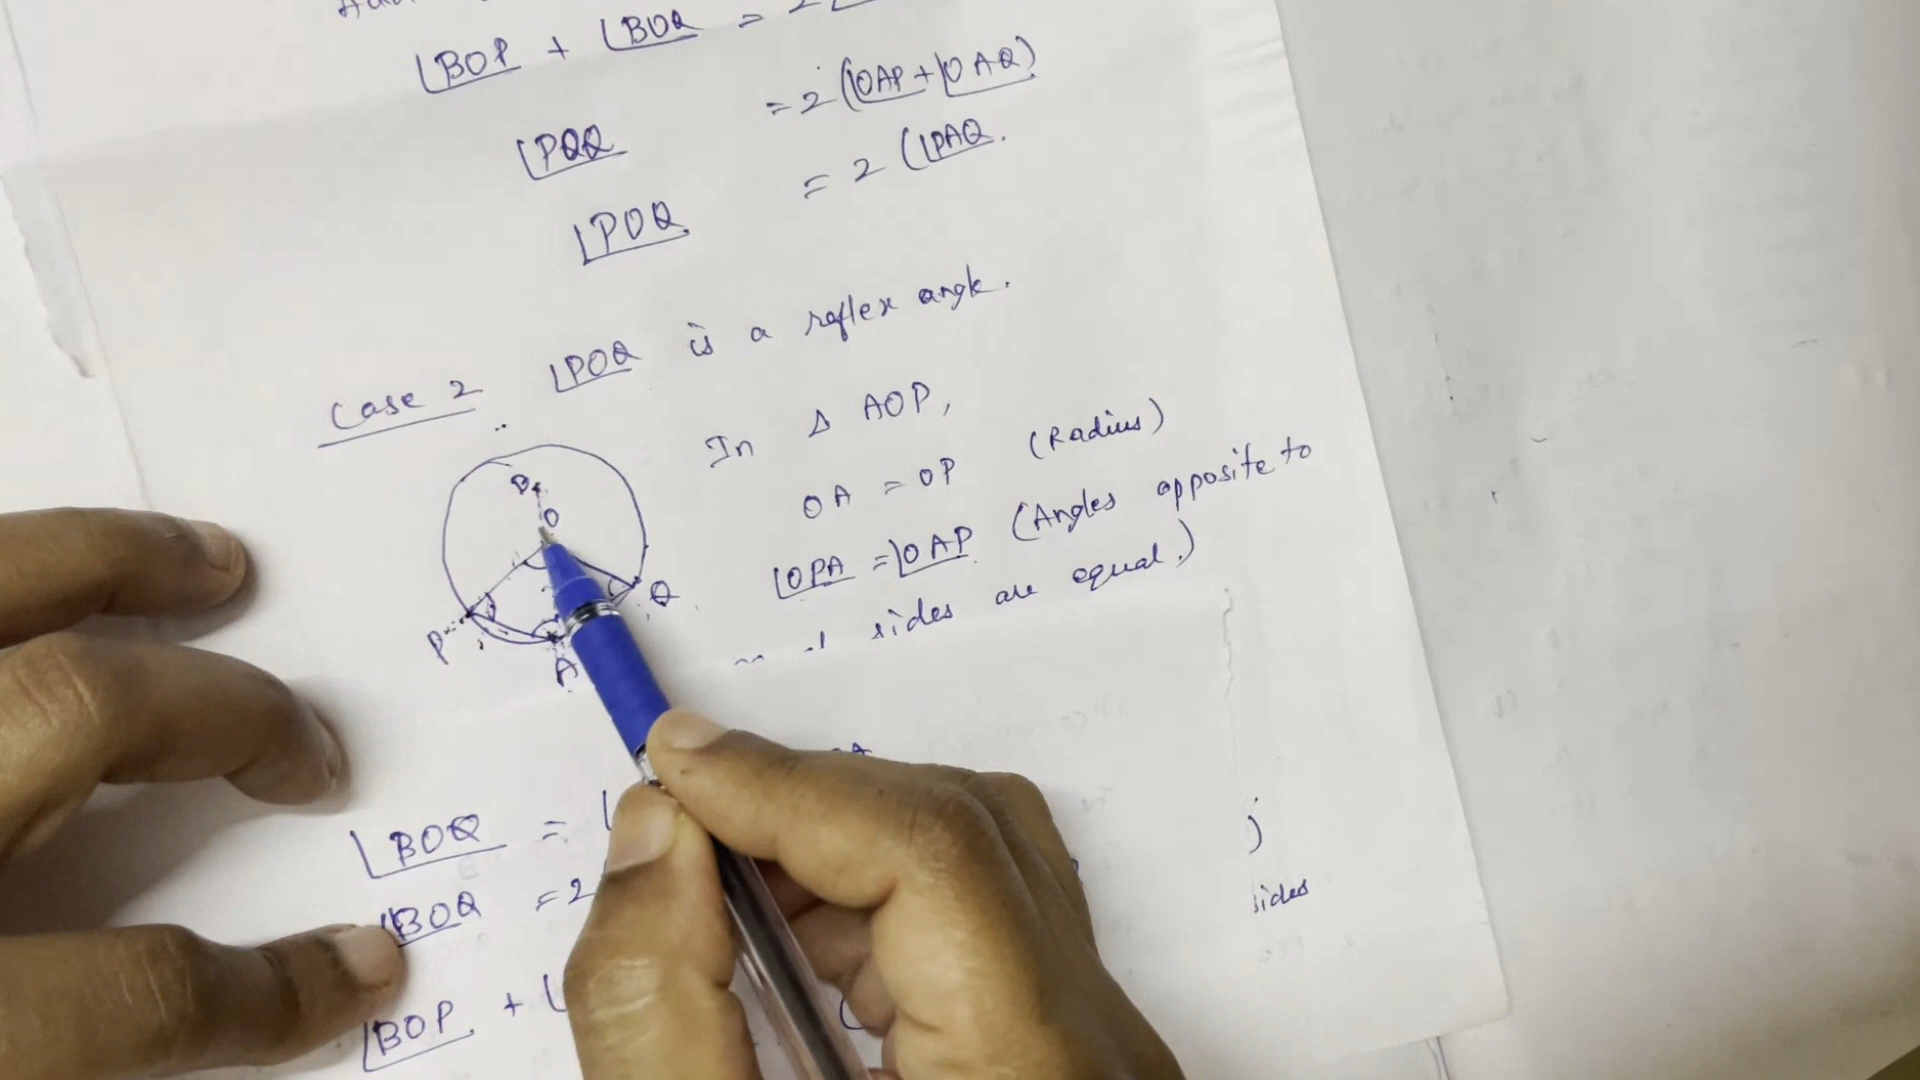 ∠BOP + ∠BOQ = 2
= 2 (∠OAP + ∠OAQ)
∠PQQ
= 2 (∠PAQ.
∠POQ
Case 2 ∠POQ is a reflex angle.
In Δ AOP,
OA = OP (Radius)
∠OPA = ∠OAP (Angles opposite to
sides are equal.)
B
O
P
Q
A
∠BOQ =
∠BOQ = 2
sides
∠BOP +